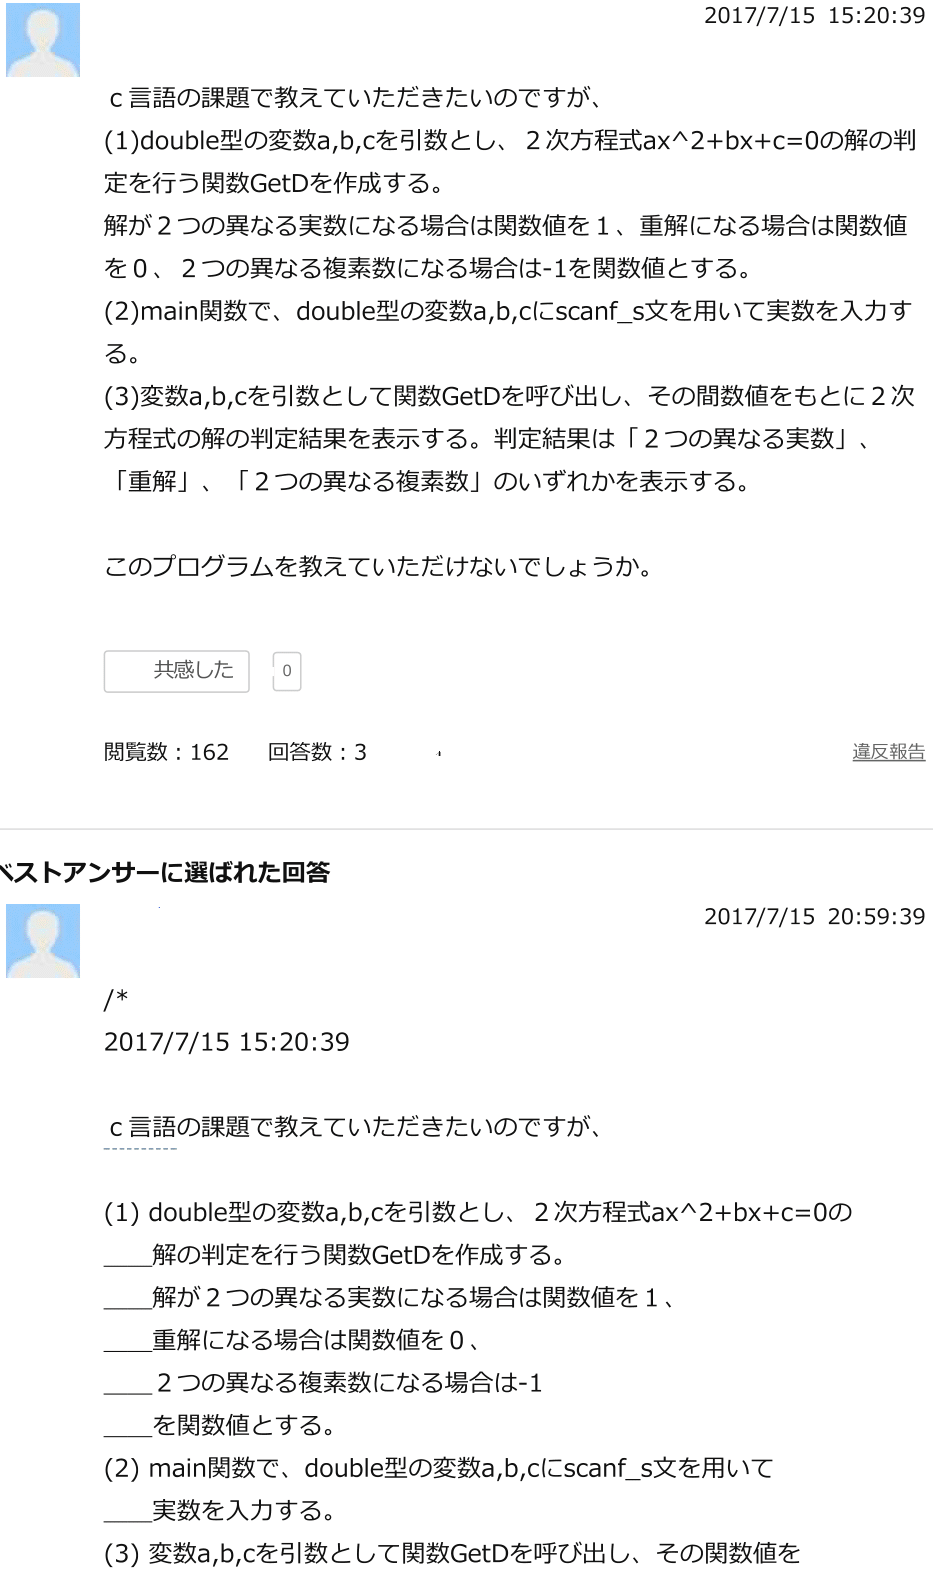 2017/7/15 15:20:39
ｃ言語の課題で教えていただきたいのですが、
(1)double型の変数a,b,cを引数とし、２次方程式ax^2+bx+c=0の解の判
定を行う関数GetDを作成する。
解が２つの異なる実数になる場合は関数値を１、重解になる場合は関数値
を０、２つの異なる複素数になる場合は-1を関数値とする。
(2)main関数で、double型の変数a,b,cにscanf_s文を用いて実数を入力す
る。
(3)変数a,b,cを引数として関数GetDを呼び出し、その間数値をもとに２次
方程式の解の判定結果を表示する。判定結果は「２つの異なる実数」、
「重解」、「２つの異なる複素数」のいずれかを表示する。
このプログラムを教えていただけないでしょうか。
共感した 0
閲覧数：162 回答数：3 違反報告
ベストアンサーに選ばれた回答
2017/7/15 20:59:39
/*
2017/7/15 15:20:39
ｃ言語の課題で教えていただきたいのですが、
(1) double型の変数a,b,cを引数とし、２次方程式ax^2+bx+c=0の
____解の判定を行う関数GetDを作成する。
____解が２つの異なる実数になる場合は関数値を１、
____重解になる場合は関数値を０、
____２つの異なる複素数になる場合は-1
____を関数値とする。
(2) main関数で、double型の変数a,b,cにscanf_s文を用いて
____実数を入力する。
(3) 変数a,b,cを引数として関数GetDを呼び出し、その関数値を